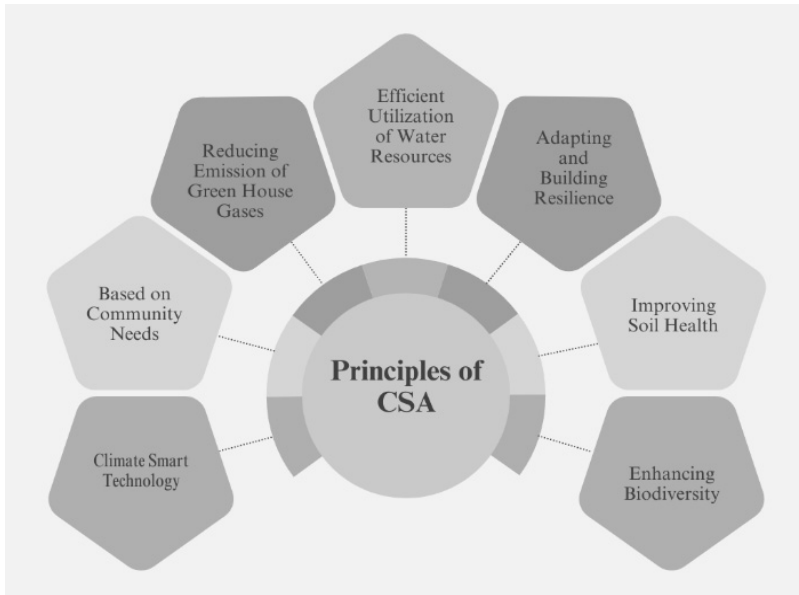 Efficient
Utilization
of Water
Resources
Reducing
Emission of
Green House
Gases
Adapting
and
Building
Resilience
Based on
Community
Needs
Improving
Soil Health
Principles of
CSA
Climate Smart
Technology
Enhancing
Biodiversity